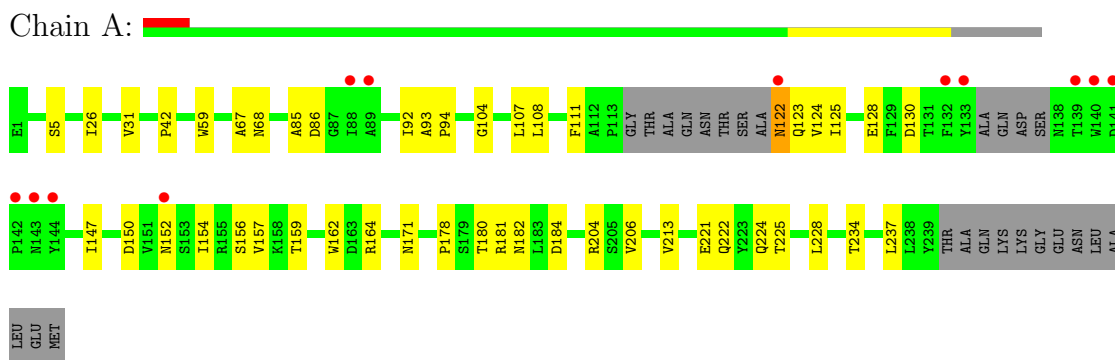 Chain A:
E1 S5 I26 V31 P42 W59 A67 N68 A85 D86 G87 I88 A89 I92 A93 P94 G104 L107 L108 F111 A112 P113 GLY THR ALA GLN ASN THR SER ALA N122 Q123 V124 I125 E128 F129 D130 T131 F132 Y133 ALA GLN ASP SER N138 T139 W140 D141
P142 N143 Y144 I147 D150 V151 N152 S153 I154 R155 S156 V157 K158 T159 W162 D163 R164 N171 P178 S179 T180 R181 N182 L183 D184 R204 S205 V206 V213 E221 Q222 Y223 Q224 T225 L228 T234 L237 L238 Y239 THR ALA GLN LYS LYS GLY GLU ASN LEU ALA
LEU GLU MET